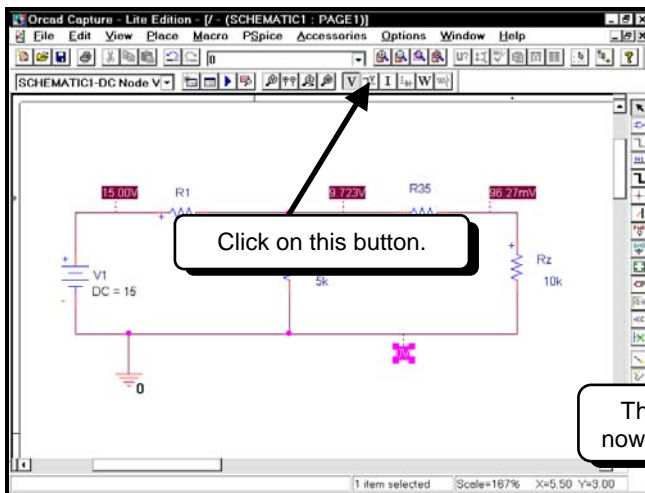 Orcad Capture - Lite Edition - [/ - (SCHEMATIC1 : PAGE1)]
File Edit View Place Macro PSpice Accessories Options Window Help
0
U?
SCHEMATIC1-DC Node V
V I W
15.00V R1 9.723V R35 96.27mV
Click on this button.
V1
DC = 15
5k
Rz
10k
0
Th
now
1 item selected Scale=167% X=5.50 Y=3.00